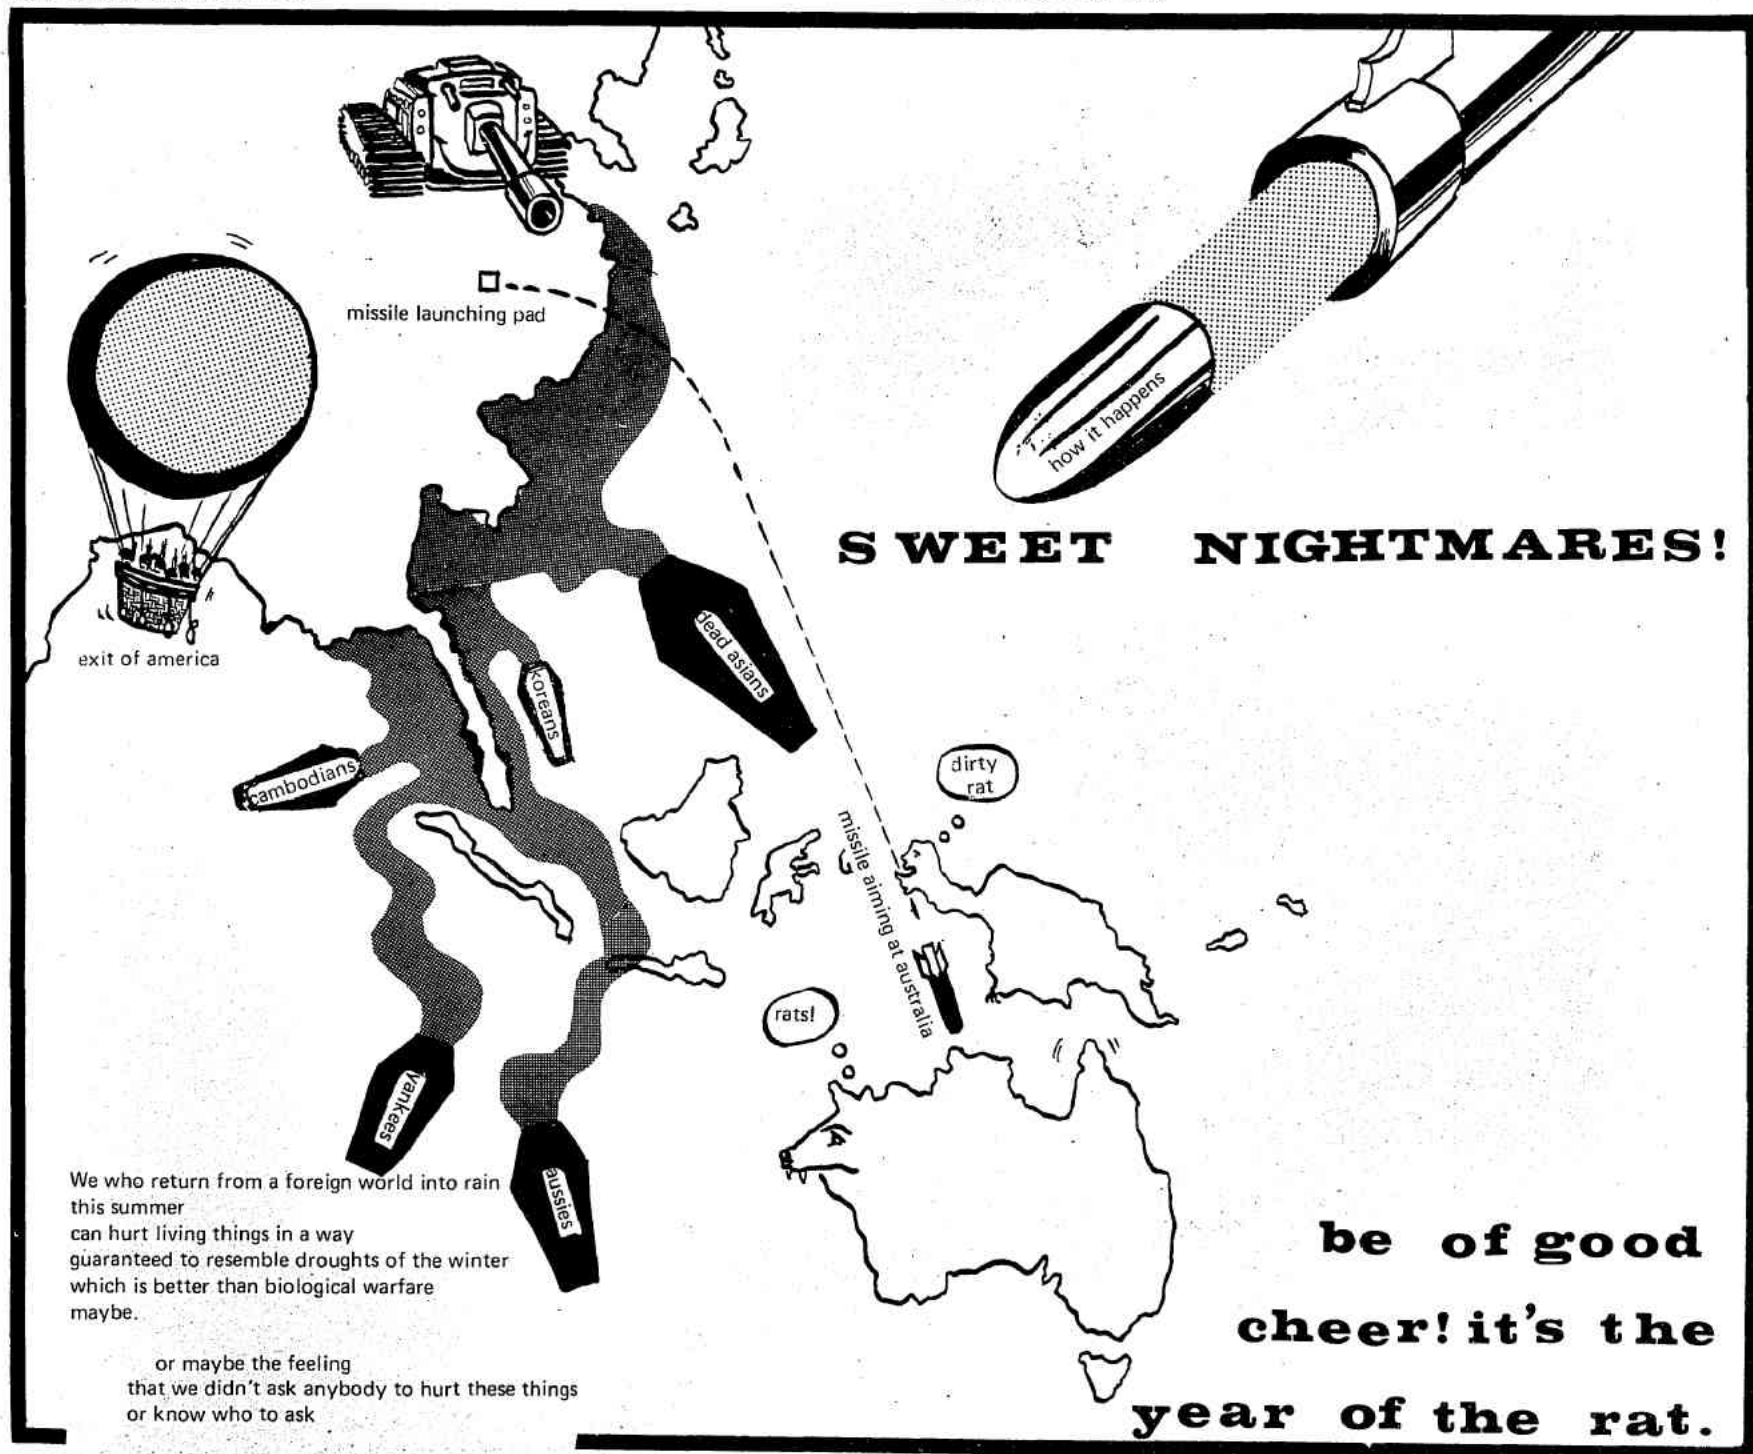 missile launching pad
how it happens
SWEET NIGHTMARES!
exit of america
dead asians
koreans
cambodians
dirty
rat
missile aiming at australia
rats!
yankees
aussies
We who return from a foreign world into rain
this summer
can hurt living things in a way
guaranteed to resemble droughts of the winter
which is better than biological warfare
maybe.
or maybe the feeling
that we didn't ask anybody to hurt these things
or know who to ask
be of good
cheer! it's the
year of the rat.